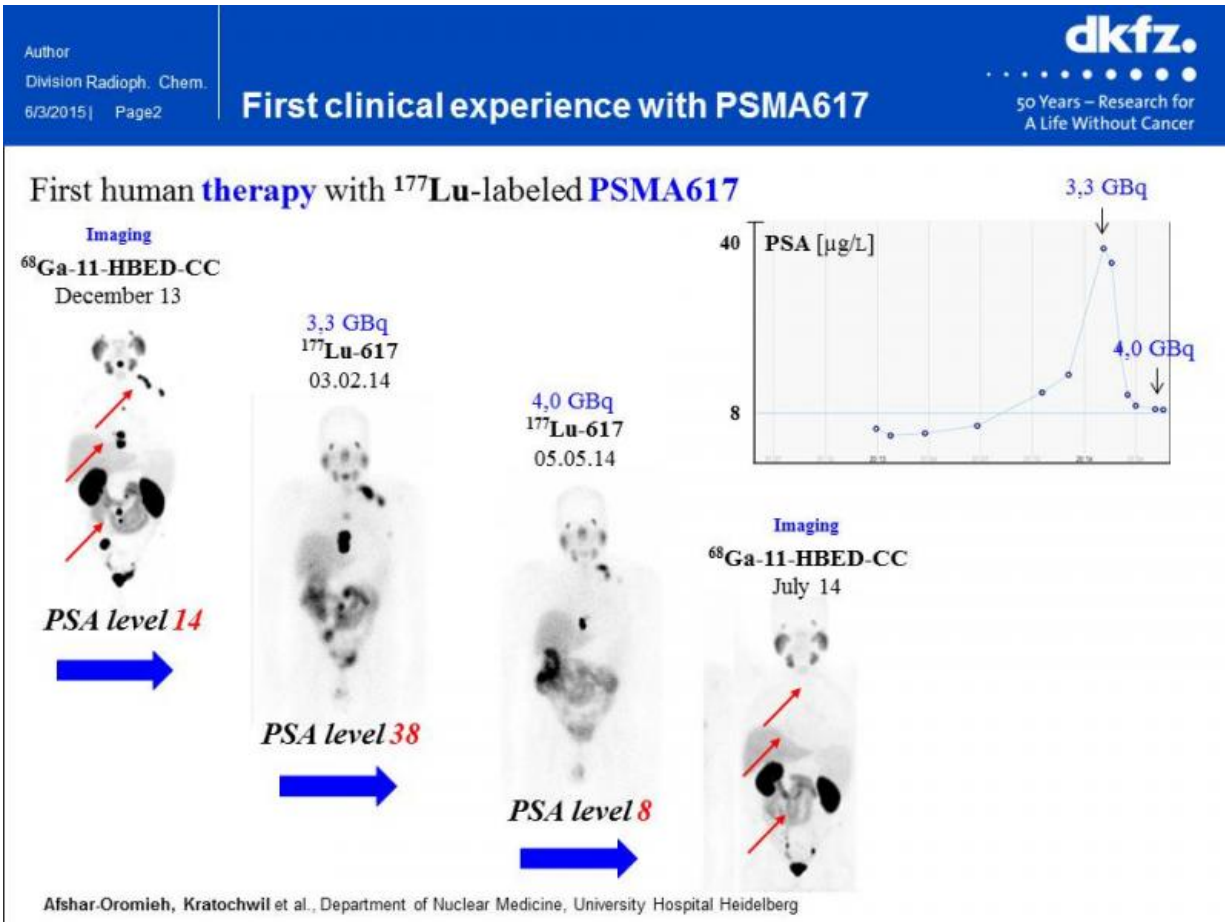 Author
Division Radioph. Chem.
6/3/2015| Page2
First clinical experience with PSMA617
dkfz.
50 Years – Research for
A Life Without Cancer
First human therapy with ¹⁷⁷Lu-labeled PSMA617
Imaging
⁶⁸Ga-11-HBED-CC
December 13
PSA level 14
3,3 GBq
¹⁷⁷Lu-617
03.02.14
PSA level 38
4,0 GBq
¹⁷⁷Lu-617
05.05.14
PSA level 8
Imaging
⁶⁸Ga-11-HBED-CC
July 14
3,3 GBq
40
PSA [µg/L]
4,0 GBq
8
Afshar-Oromieh, Kratochwil et al., Department of Nuclear Medicine, University Hospital Heidelberg